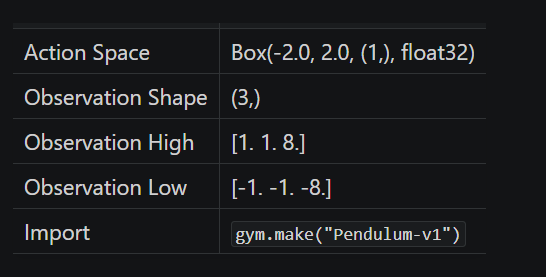 Action Space Box(-2.0, 2.0, (1,), float32)
Observation Shape (3,)
Observation High [1. 1. 8.]
Observation Low [-1. -1. -8.]
Import gym.make("Pendulum-v1")